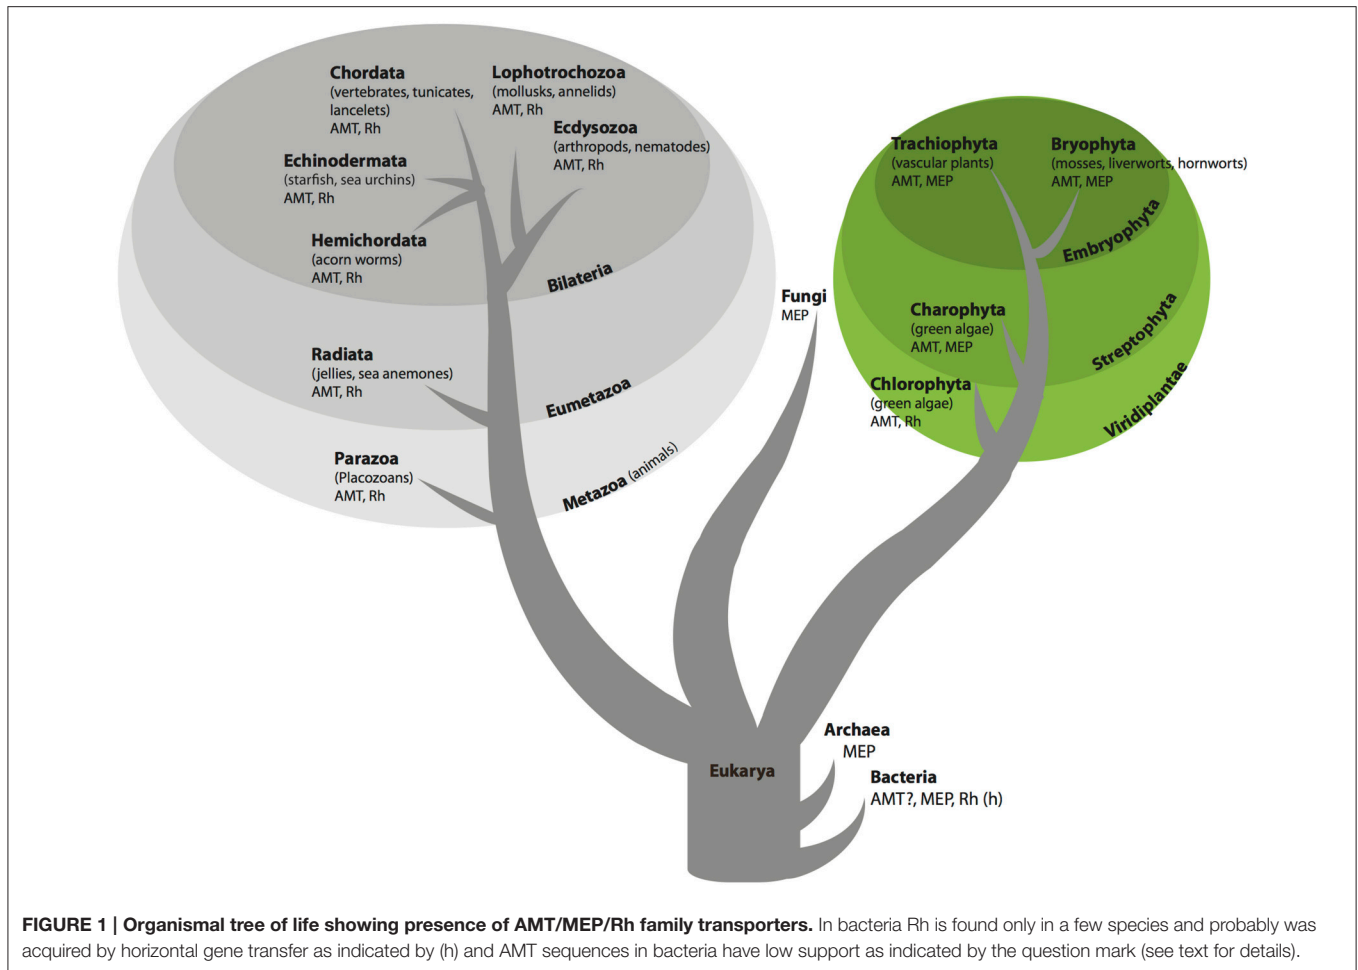 Chordata
(vertebrates, tunicates,
lancelets)
AMT, Rh
Lophotrochozoa
(mollusks, annelids)
AMT, Rh
Ecdysozoa
(arthropods, nematodes)
AMT, Rh
Echinodermata
(starfish, sea urchins)
AMT, Rh
Hemichordata
(acorn worms)
AMT, Rh
Bilateria
Radiata
(jellies, sea anemones)
AMT, Rh
Eumetazoa
Parazoa
(Placozoans)
AMT, Rh
Metazoa (animals)
Fungi
MEP
Trachiophyta
(vascular plants)
AMT, MEP
Bryophyta
(mosses, liverworts, hornworts)
AMT, MEP
Embryophyta
Charophyta
(green algae)
AMT, MEP
Streptophyta
Chlorophyta
(green algae)
AMT, Rh
Viridiplantae
Archaea
MEP
Eukarya
Bacteria
AMT?, MEP, Rh (h)
FIGURE 1 | Organismal tree of life showing presence of AMT/MEP/Rh family transporters. In bacteria Rh is found only in a few species and probably was
acquired by horizontal gene transfer as indicated by (h) and AMT sequences in bacteria have low support as indicated by the question mark (see text for details).